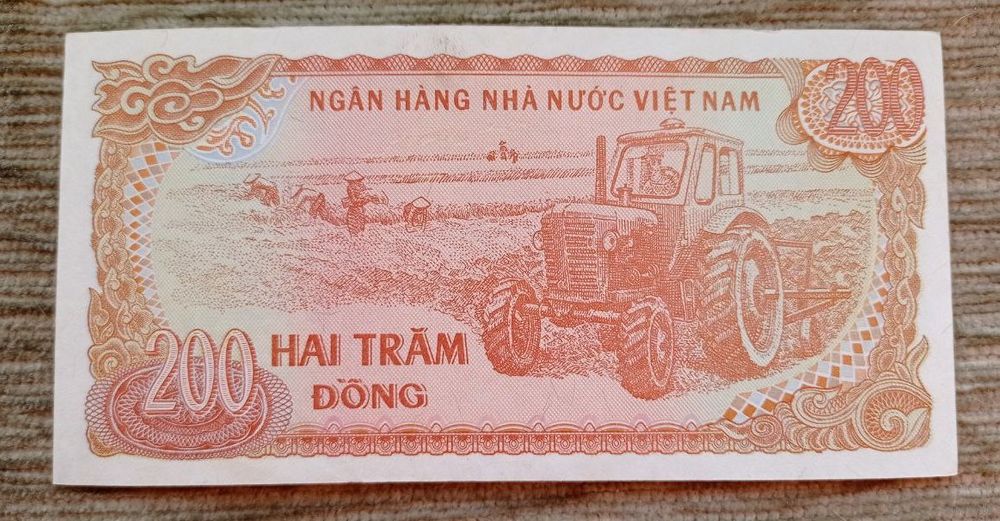 NGÂN HÀNG NHÀ NƯỚC VIỆT NAM
200
200
HAI TRĂM
ĐỒNG